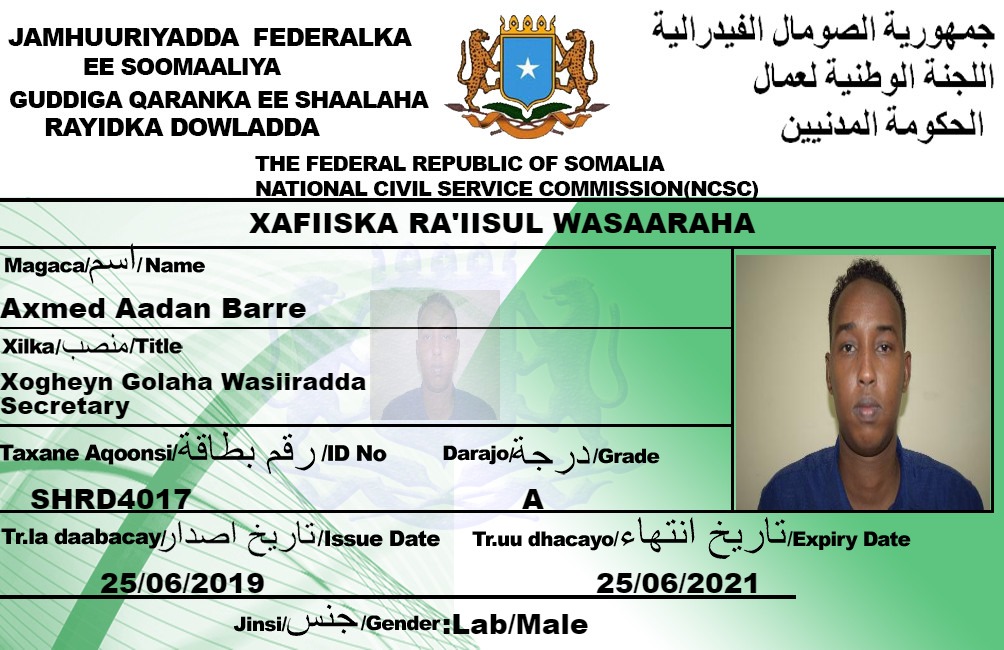 JAMHUURIYADDA FEDERALKA
EE SOOMAALIYA
GUDDIGA QARANKA EE SHAALAHA
RAYIDKA DOWLADDA
جمهورية الصومال الفيدرالية
اللجنة الوطنية لعمال
الحكومة المدنيين
THE FEDERAL REPUBLIC OF SOMALIA
NATIONAL CIVIL SERVICE COMMISSION(NCSC)
XAFIISKA RA'IISUL WASAARAHA
Magaca/اسم/Name
Axmed Aadan Barre
Xilka/منصب/Title
Xogheyn Golaha Wasiiradda
Secretary
Taxane Aqoonsi/رقم بطاقة/ID No
Darajo/درجة/Grade
SHRD4017
A
Tr.la daabacay/تاريخ اصدار/Issue Date
Tr.uu dhacayo/تاريخ انتهاء/Expiry Date
25/06/2019
25/06/2021
Jinsi/جنس/Gender:Lab/Male